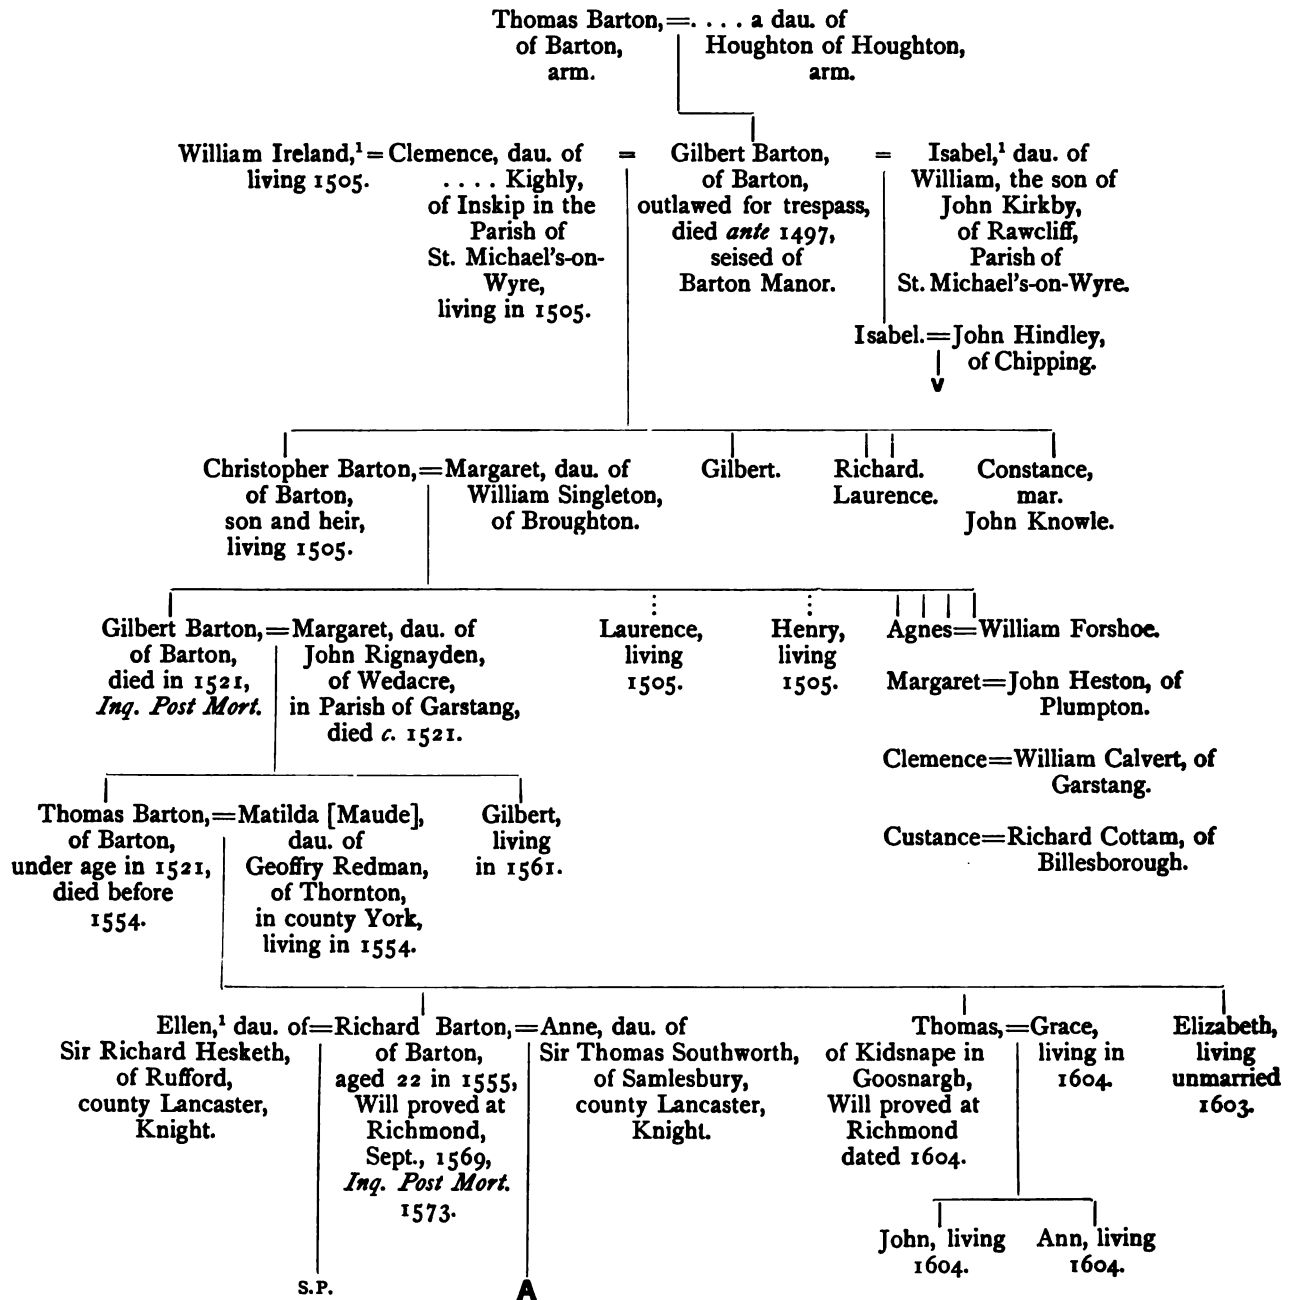 Thomas Barton,=. . . . a dau. of
of Barton, Houghton of Houghton,
arm. arm.
William Ireland,¹=
living 1505.
Clemence, dau. of =
. . . . Kighly,
of Inskip in the
Parish of
St. Michael's-on-
Wyre,
living in 1505.
Gilbert Barton, =
of Barton,
outlawed for trespass,
died ante 1497,
seised of
Barton Manor.
Isabel,¹ dau. of
William, the son of
John Kirkby,
of Rawcliff,
Parish of
St. Michael's-on-Wyre.
Isabel.=John Hindley,
of Chipping.
Christopher Barton,=
of Barton,
son and heir,
living 1505.
Margaret, dau. of
William Singleton,
of Broughton.
Gilbert.
Richard.
Laurence.
Constance,
mar.
John Knowle.
Gilbert Barton,=
of Barton,
died in 1521,
Inq. Post Mort.
Margaret, dau. of
John Rignayden,
of Wedacre,
in Parish of Garstang,
died c. 1521.
Laurence,
living
1505.
Henry,
living
1505.
Agnes=William Forshoe.
Margaret=John Heston, of
Plumpton.
Clemence=William Calvert, of
Garstang.
Custance=Richard Cottam, of
Billesborough.
Thomas Barton,=
of Barton,
under age in 1521,
died before
1554.
Matilda [Maude],
dau. of
Geoffry Redman,
of Thornton,
in county York,
living in 1554.
Gilbert,
living
in 1561.
Ellen,¹ dau. of=
Sir Richard Hesketh,
of Rufford,
county Lancaster,
Knight.
Richard Barton,=
of Barton,
aged 22 in 1555,
Will proved at
Richmond,
Sept., 1569,
Inq. Post Mort.
1573.
Anne, dau. of
Sir Thomas Southworth,
of Samlesbury,
county Lancaster,
Knight.
Thomas,=
of Kidsnape in
Goosnargh,
Will proved at
Richmond
dated 1604.
Grace,
living in
1604.
Elizabeth,
living
unmarried
1603.
John, living
1604.
Ann, living
1604.
S.P.
A